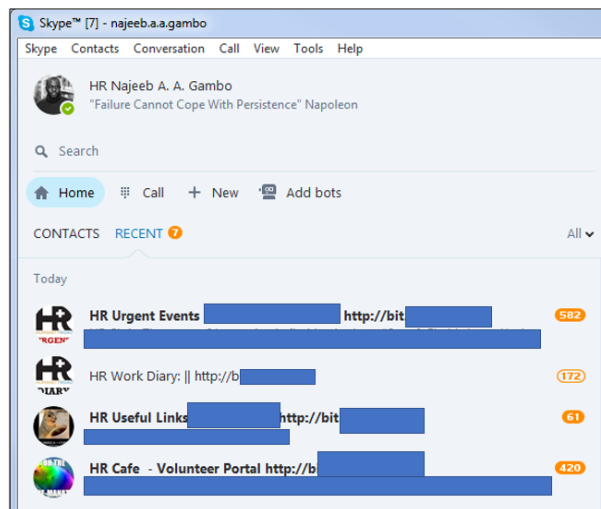 Skype™ [7] - najeeb.a.a.gambo
Skype Contacts Conversation Call View Tools Help
HR Najeeb A. A. Gambo
"Failure Cannot Cope With Persistence" Napoleon
Search
Home Call New Add bots
CONTACTS RECENT 7 All
Today
HR Urgent Events http://bit 582
HR Work Diary: || http://b 172
HR Useful Links http://bit 61
HR Cafe - Volunteer Portal http://bi 420